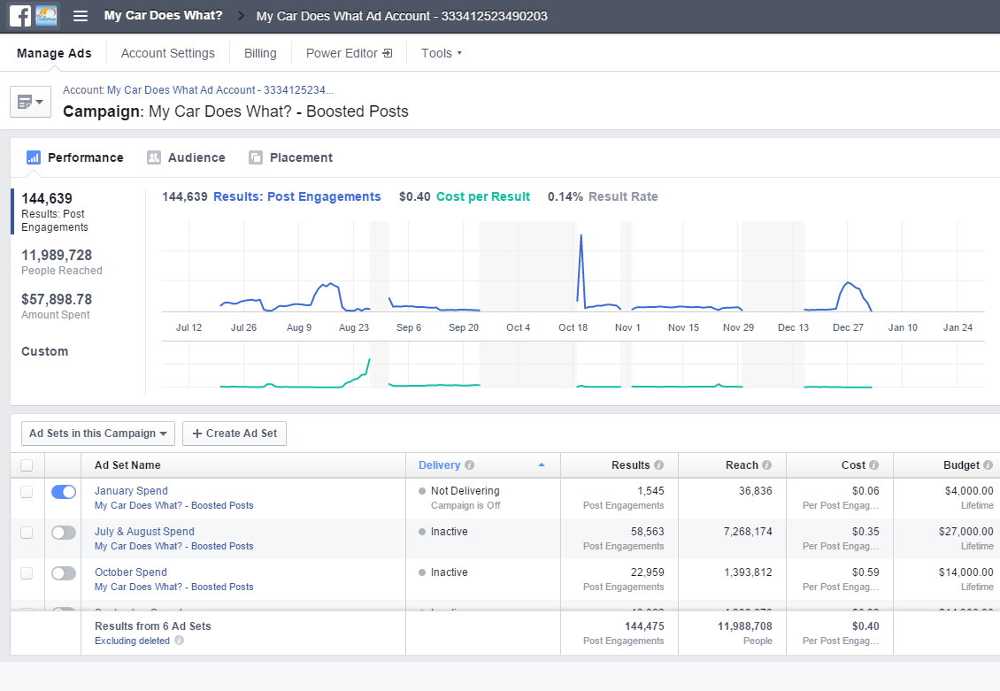 My Car Does What? > My Car Does What Ad Account - 333412523490203
Manage Ads Account Settings Billing Power Editor Tools
Account: My Car Does What Ad Account - 3334125234...
Campaign: My Car Does What? - Boosted Posts
Performance Audience Placement
144,639
Results: Post
Engagements
11,989,728
People Reached
$57,898.78
Amount Spent
Custom
144,639 Results: Post Engagements $0.40 Cost per Result 0.14% Result Rate
Jul 12 Jul 26 Aug 9 Aug 23 Sep 6 Sep 20 Oct 4 Oct 18 Nov 1 Nov 15 Nov 29 Dec 13 Dec 27 Jan 10 Jan 24
Ad Sets in this Campaign + Create Ad Set
Ad Set Name Delivery Results Reach Cost Budget
January Spend Not Delivering 1,545 36,836 $0.06 $4,000.00
My Car Does What? - Boosted Posts Campaign is Off Post Engagements Per Post Engag... Lifetime
July & August Spend Inactive 58,563 7,268,174 $0.35 $27,000.00
My Car Does What? - Boosted Posts Post Engagements Per Post Engag... Lifetime
October Spend Inactive 22,959 1,393,812 $0.59 $14,000.00
My Car Does What? - Boosted Posts Post Engagements Per Post Engag... Lifetime
Results from 6 Ad Sets 144,475 11,988,708 $0.40
Excluding deleted Post Engagements People Per Post Engag...